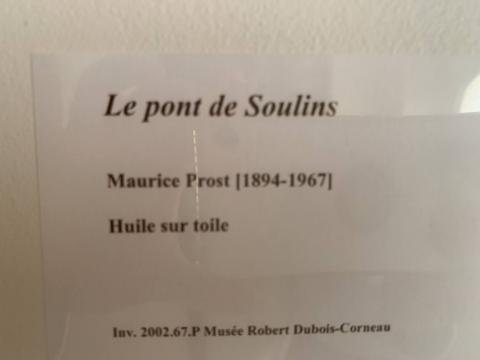 Le pont de Soulins
Maurice Prost [1894-1967]
Huile sur toile
Inv. 2002.67.P Musée Robert Dubois-Corneau